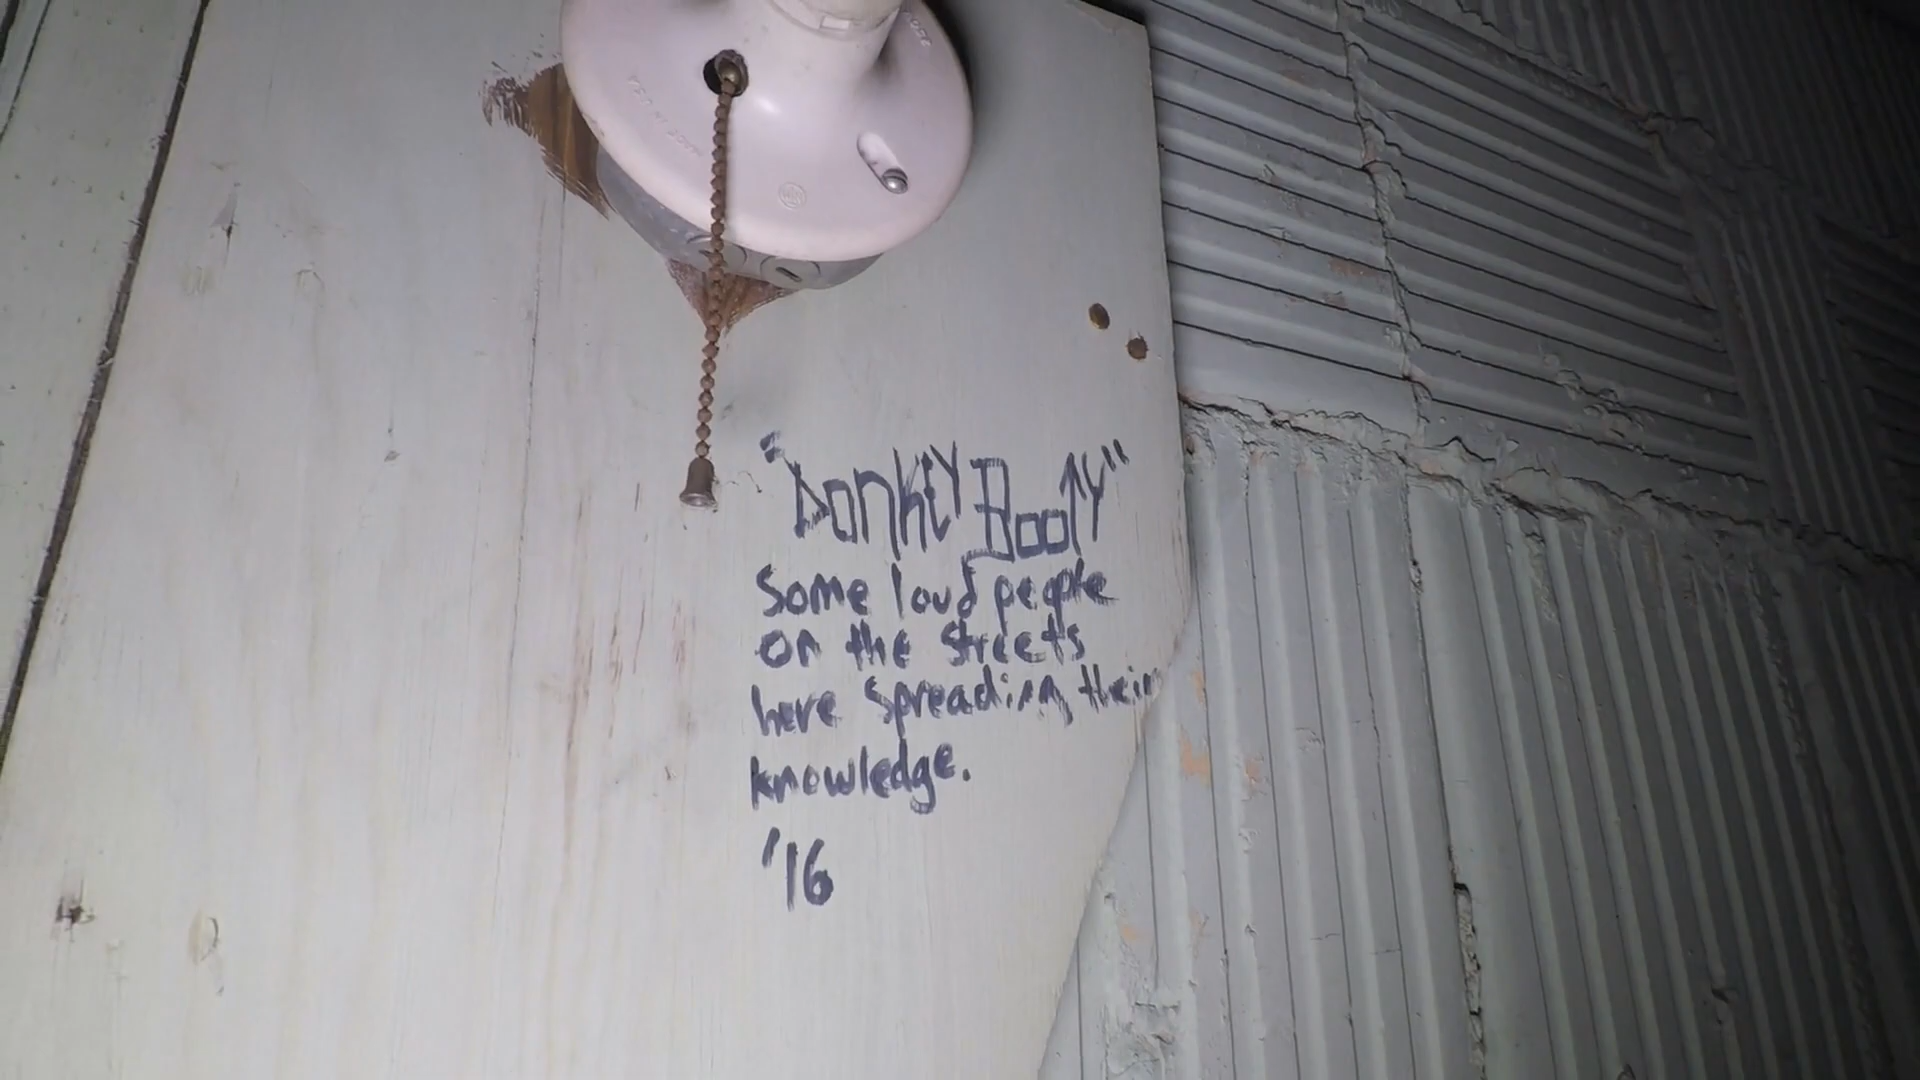 "DonkEy BooTy"
Some loud people
on the streets
here spreading their
knowledge.
'16